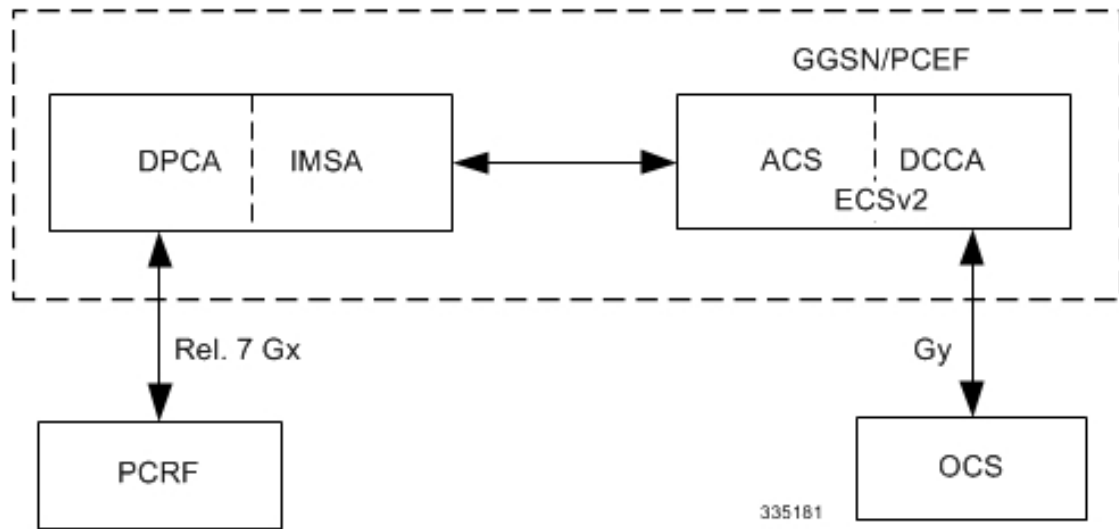 GGSN/PCEF
DPCA IMSA
ACS DCCA
ECSv2
Rel. 7 Gx
Gy
PCRF
OCS
335181